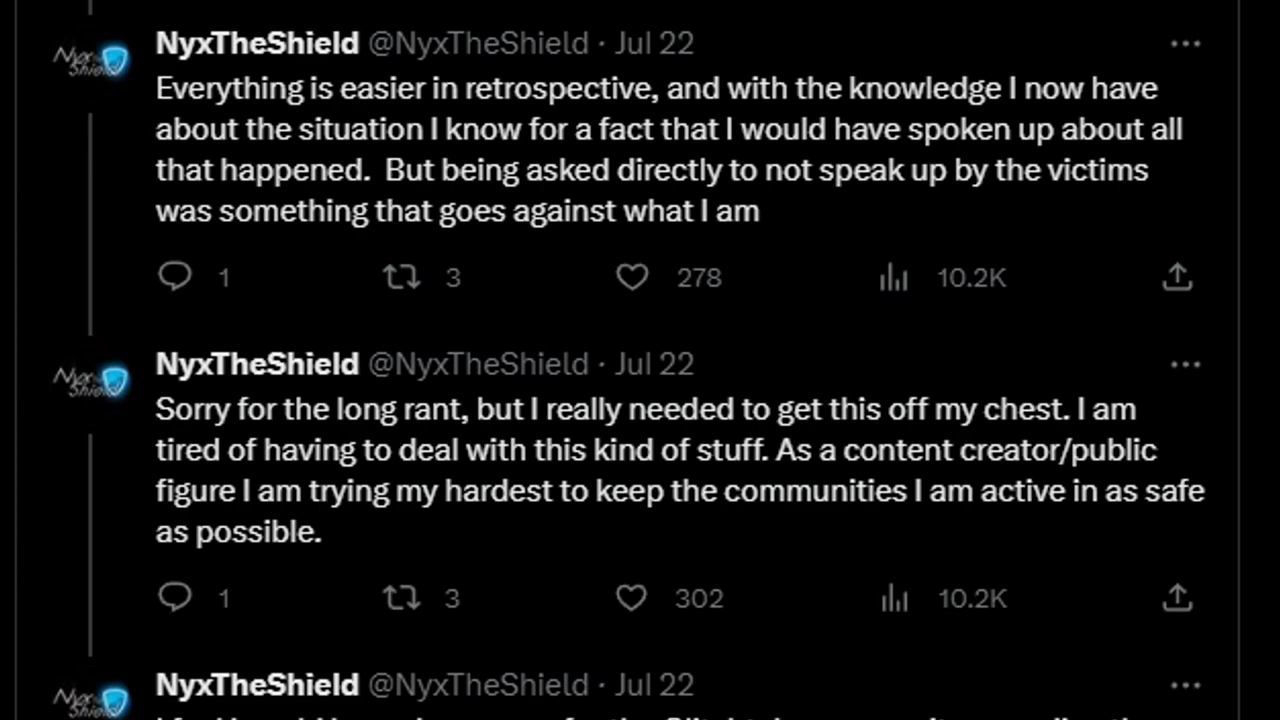 NyxTheShield @NyxTheShield · Jul 22
Everything is easier in retrospective, and with the knowledge I now have
about the situation I know for a fact that I would have spoken up about all
that happened.  But being asked directly to not speak up by the victims
was something that goes against what I am
1 3 278 10.2K
NyxTheShield @NyxTheShield · Jul 22
Sorry for the long rant, but I really needed to get this off my chest. I am
tired of having to deal with this kind of stuff. As a content creator/public
figure I am trying my hardest to keep the communities I am active in as safe
as possible.
1 3 302 10.2K
NyxTheShield @NyxTheShield · Jul 22